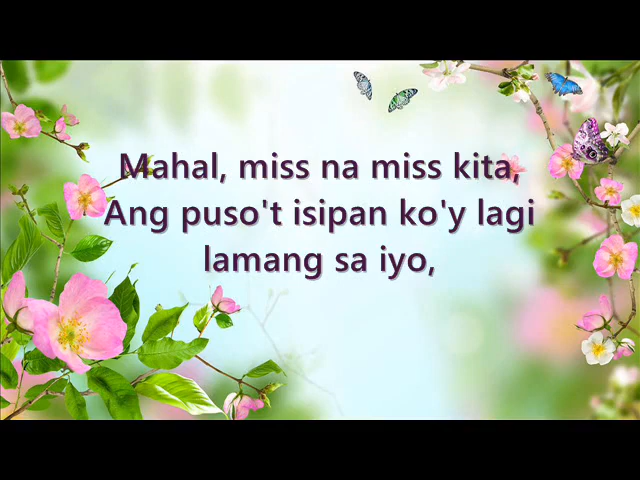 Mahal, miss na miss kita,
Ang puso't isipan ko'y lagi
lamang sa iyo,